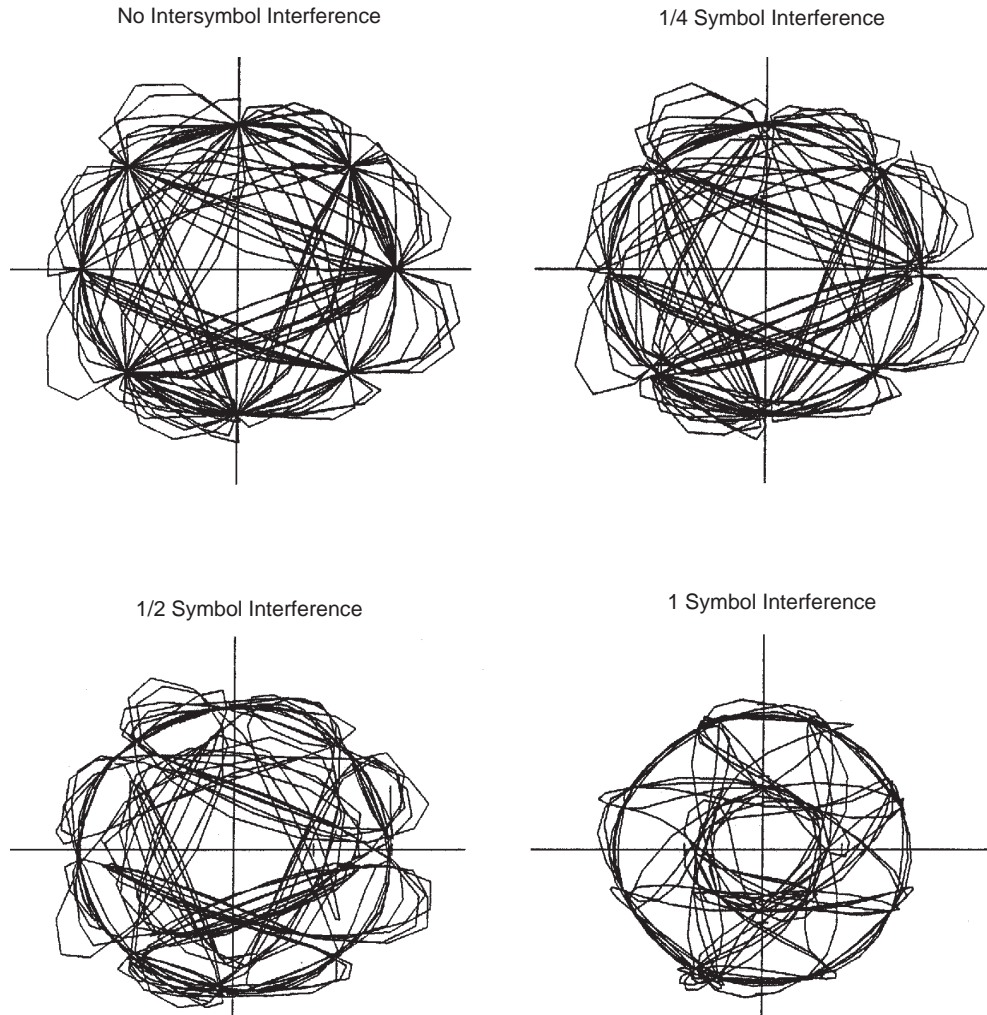 No Intersymbol Interference
1/4 Symbol Interference
1/2 Symbol Interference
1 Symbol Interference